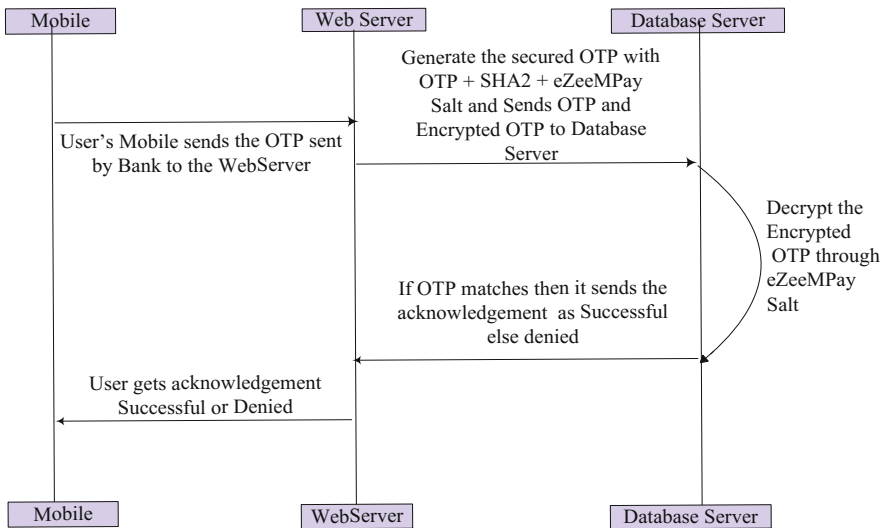 Mobile
Web Server
Database Server
Generate the secured OTP with
OTP + SHA2 + eZeeMPay
Salt and Sends OTP and
Encrypted OTP to Database
Server
User's Mobile sends the OTP sent
by Bank to the WebServer
Decrypt the
Encrypted
OTP through
eZeeMPay
Salt
If OTP matches then it sends the
acknowledgement as Successful
else denied
User gets acknowledgement
Successful or Denied
Mobile
WebServer
Database Server